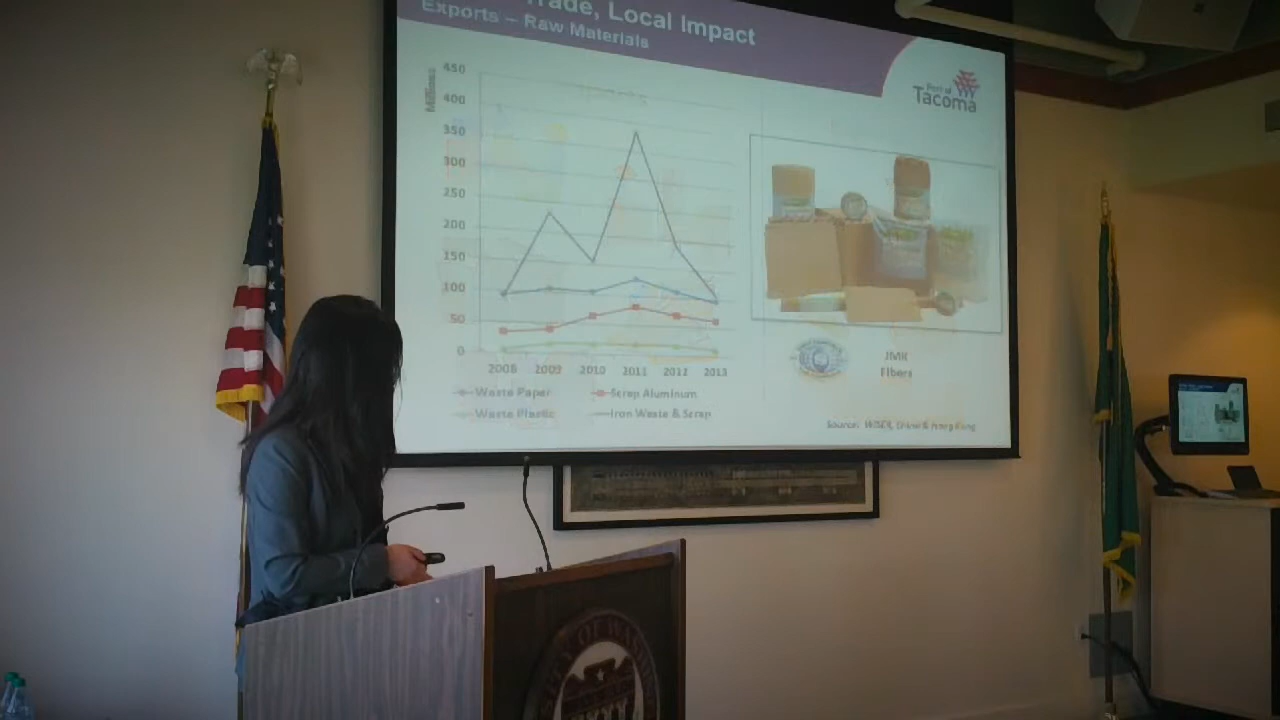 Trade, Local Impact
Exports – Raw Materials
Port of
Tacoma
Millions
450
400
350
300
250
200
150
100
50
0
2008 2009 2010 2011 2012 2013
Waste Paper Scrap Aluminum
Waste Plastic Iron Waste & Scrap
JMK
Fibers
Source: WISER, China & Hong Kong